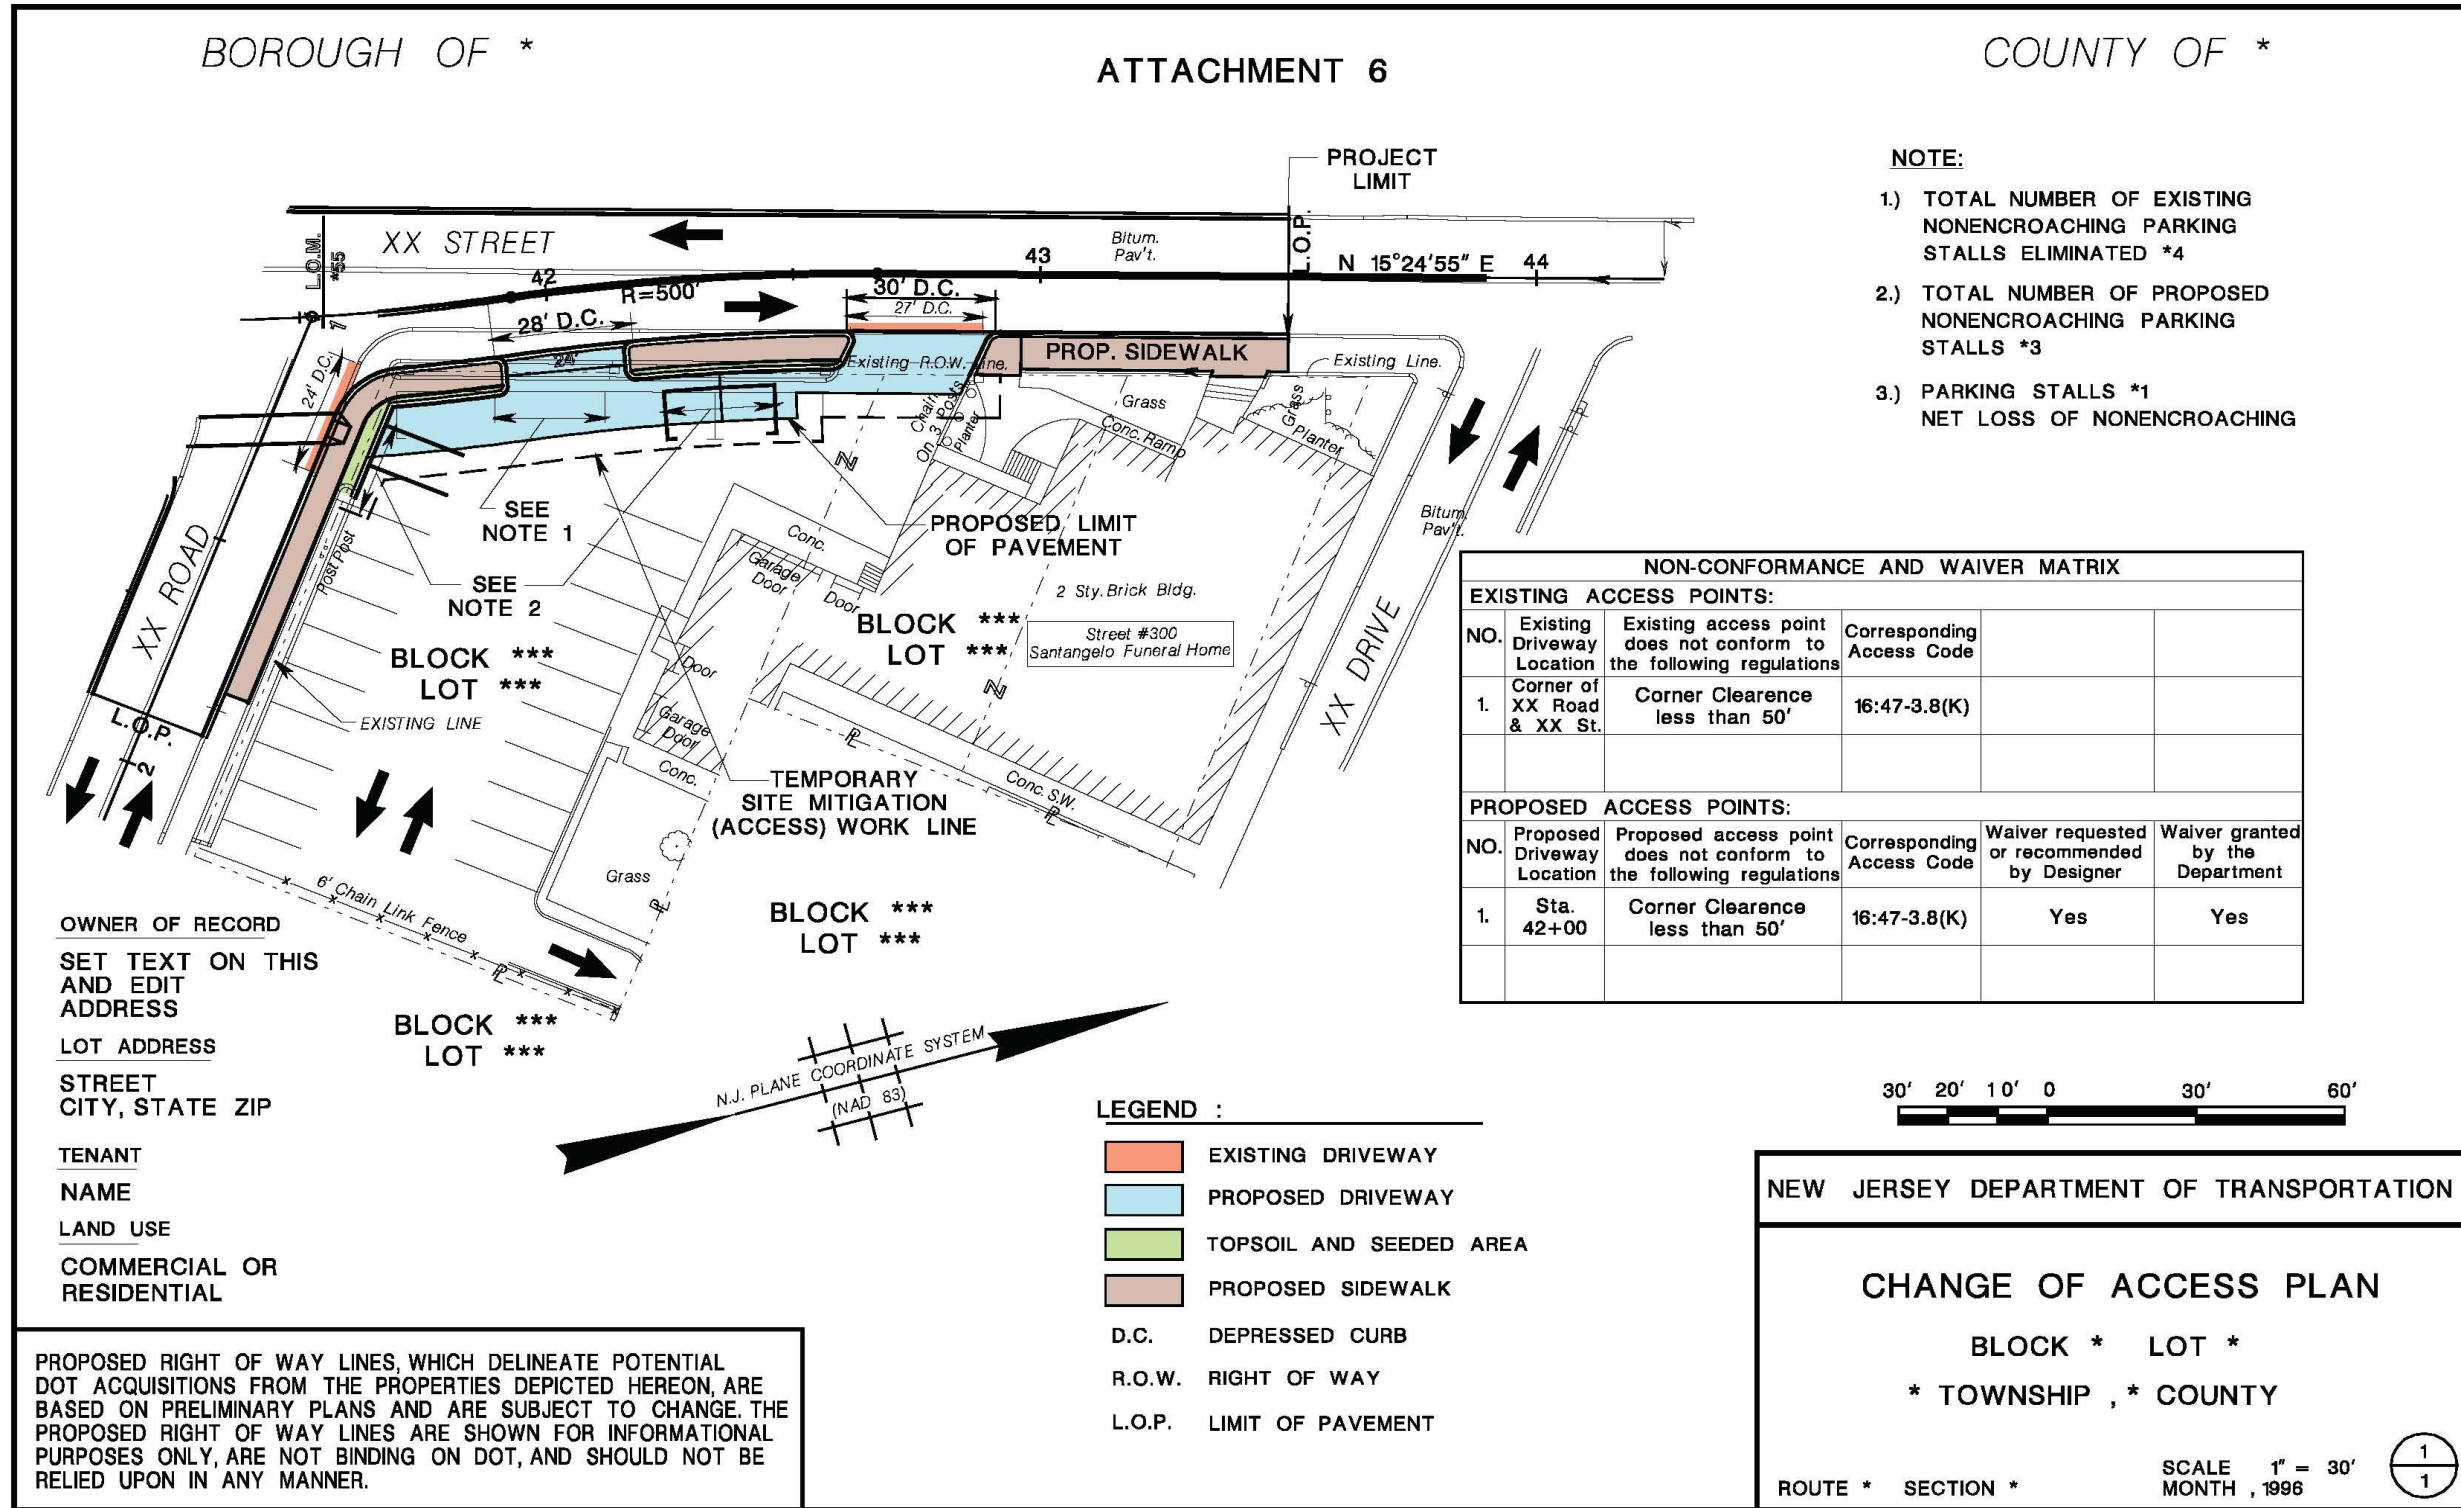 BOROUGH OF *
ATTACHMENT 6
COUNTY OF *
PROJECT
LIMIT
NOTE:
1.) TOTAL NUMBER OF EXISTING
NONENCROACHING PARKING
STALLS ELIMINATED *4
2.) TOTAL NUMBER OF PROPOSED
NONENCROACHING PARKING
STALLS *3
3.) PARKING STALLS *1
NET LOSS OF NONENCROACHING
L.O.M.
*55
XX STREET
Bitum.
Pav't.
L.O.P.
42
43
N 15°24'55" E
44
R=500'
30' D.C.
27' D.C.
28' D.C.
24'
24' D.C.
1
Existing R.O.W. Line.
PROP. SIDEWALK
Existing Line.
Chain
On 3 Posts
Planter
Grass
Conc. Ramp
Grass
Planter
SEE
NOTE 1
SEE
NOTE 2
PROPOSED LIMIT
OF PAVEMENT
Bitum.
Pav't.
XX ROAD
Post Post
Conc.
Garage
Door
Door
2 Sty. Brick Bldg.
BLOCK ***
LOT ***
Street #300
Santangelo Funeral Home
XX DRIVE
BLOCK ***
LOT ***
Door
EXISTING LINE
Garage
Door
Conc.
L.O.P.
2
TEMPORARY
SITE MITIGATION
(ACCESS) WORK LINE
Conc. S.W.
PL
PL
Grass
PL
6' Chain Link Fence
PL
BLOCK ***
LOT ***
BLOCK ***
LOT ***
NON-CONFORMANCE AND WAIVER MATRIX
EXISTING ACCESS POINTS:
NO.
Existing
Driveway
Location
Existing access point
does not conform to
the following regulations
Corresponding
Access Code
1.
Corner of
XX Road
& XX St.
Corner Clearence
less than 50'
16:47-3.8(K)
PROPOSED ACCESS POINTS:
NO.
Proposed
Driveway
Location
Proposed access point
does not conform to
the following regulations
Corresponding
Access Code
Waiver requested
or recommended
by Designer
Waiver granted
by the
Department
1.
Sta.
42+00
Corner Clearence
less than 50'
16:47-3.8(K)
Yes
Yes
OWNER OF RECORD
SET TEXT ON THIS
AND EDIT
ADDRESS
LOT ADDRESS
STREET
CITY, STATE ZIP
TENANT
NAME
LAND USE
COMMERCIAL OR
RESIDENTIAL
N.J. PLANE COORDINATE SYSTEM
(NAD 83)
LEGEND :
EXISTING DRIVEWAY
PROPOSED DRIVEWAY
TOPSOIL AND SEEDED AREA
PROPOSED SIDEWALK
D.C. DEPRESSED CURB
R.O.W. RIGHT OF WAY
L.O.P. LIMIT OF PAVEMENT
30' 20' 10' 0 30' 60'
NEW JERSEY DEPARTMENT OF TRANSPORTATION
CHANGE OF ACCESS PLAN
BLOCK * LOT *
* TOWNSHIP , * COUNTY
ROUTE * SECTION *
SCALE 1" = 30'
MONTH , 1996
1
1
PROPOSED RIGHT OF WAY LINES, WHICH DELINEATE POTENTIAL
DOT ACQUISITIONS FROM THE PROPERTIES DEPICTED HEREON, ARE
BASED ON PRELIMINARY PLANS AND ARE SUBJECT TO CHANGE. THE
PROPOSED RIGHT OF WAY LINES ARE SHOWN FOR INFORMATIONAL
PURPOSES ONLY, ARE NOT BINDING ON DOT, AND SHOULD NOT BE
RELIED UPON IN ANY MANNER.